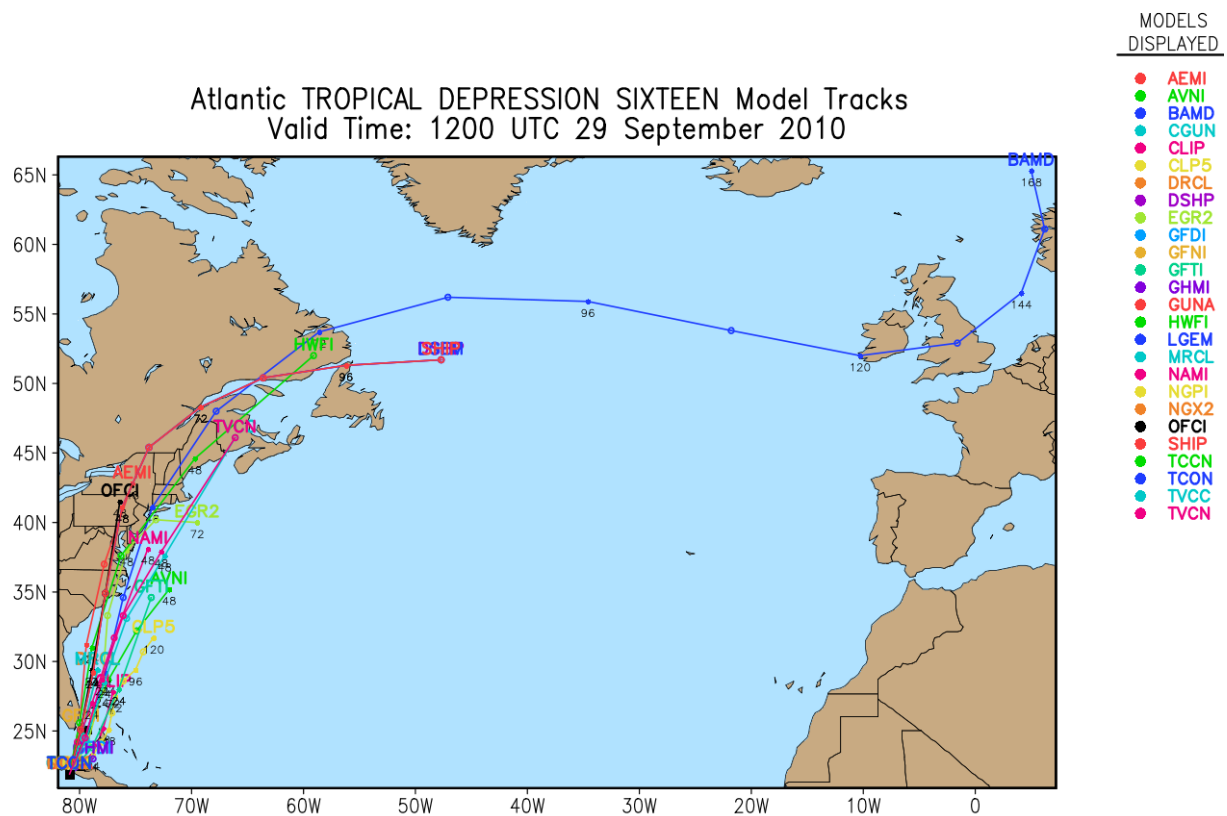 MODELS
DISPLAYED
AEMI
AVNI
BAMD
CGUN
CLIP
CLP5
DRCL
DSHP
EGR2
GFDI
GFNI
GFTI
GHMI
GUNA
HWFI
LGEM
MRCL
NAMI
NGPI
NGX2
OFCI
SHIP
TCCN
TCON
TVCC
TVCN
Atlantic TROPICAL DEPRESSION SIXTEEN Model Tracks
Valid Time: 1200 UTC 29 September 2010
65N
BAMD
168
60N
55N
144
96
HWFI
120
50N
96
72
TVCN
45N
48
AEMI
OFCI
EGR2
40N
72
NAMI
48
48
AVNI
35N
48
CLP5
120
30N
MRCL
96
24
25N
TCON
80W
70W
60W
50W
40W
30W
20W
10W
0